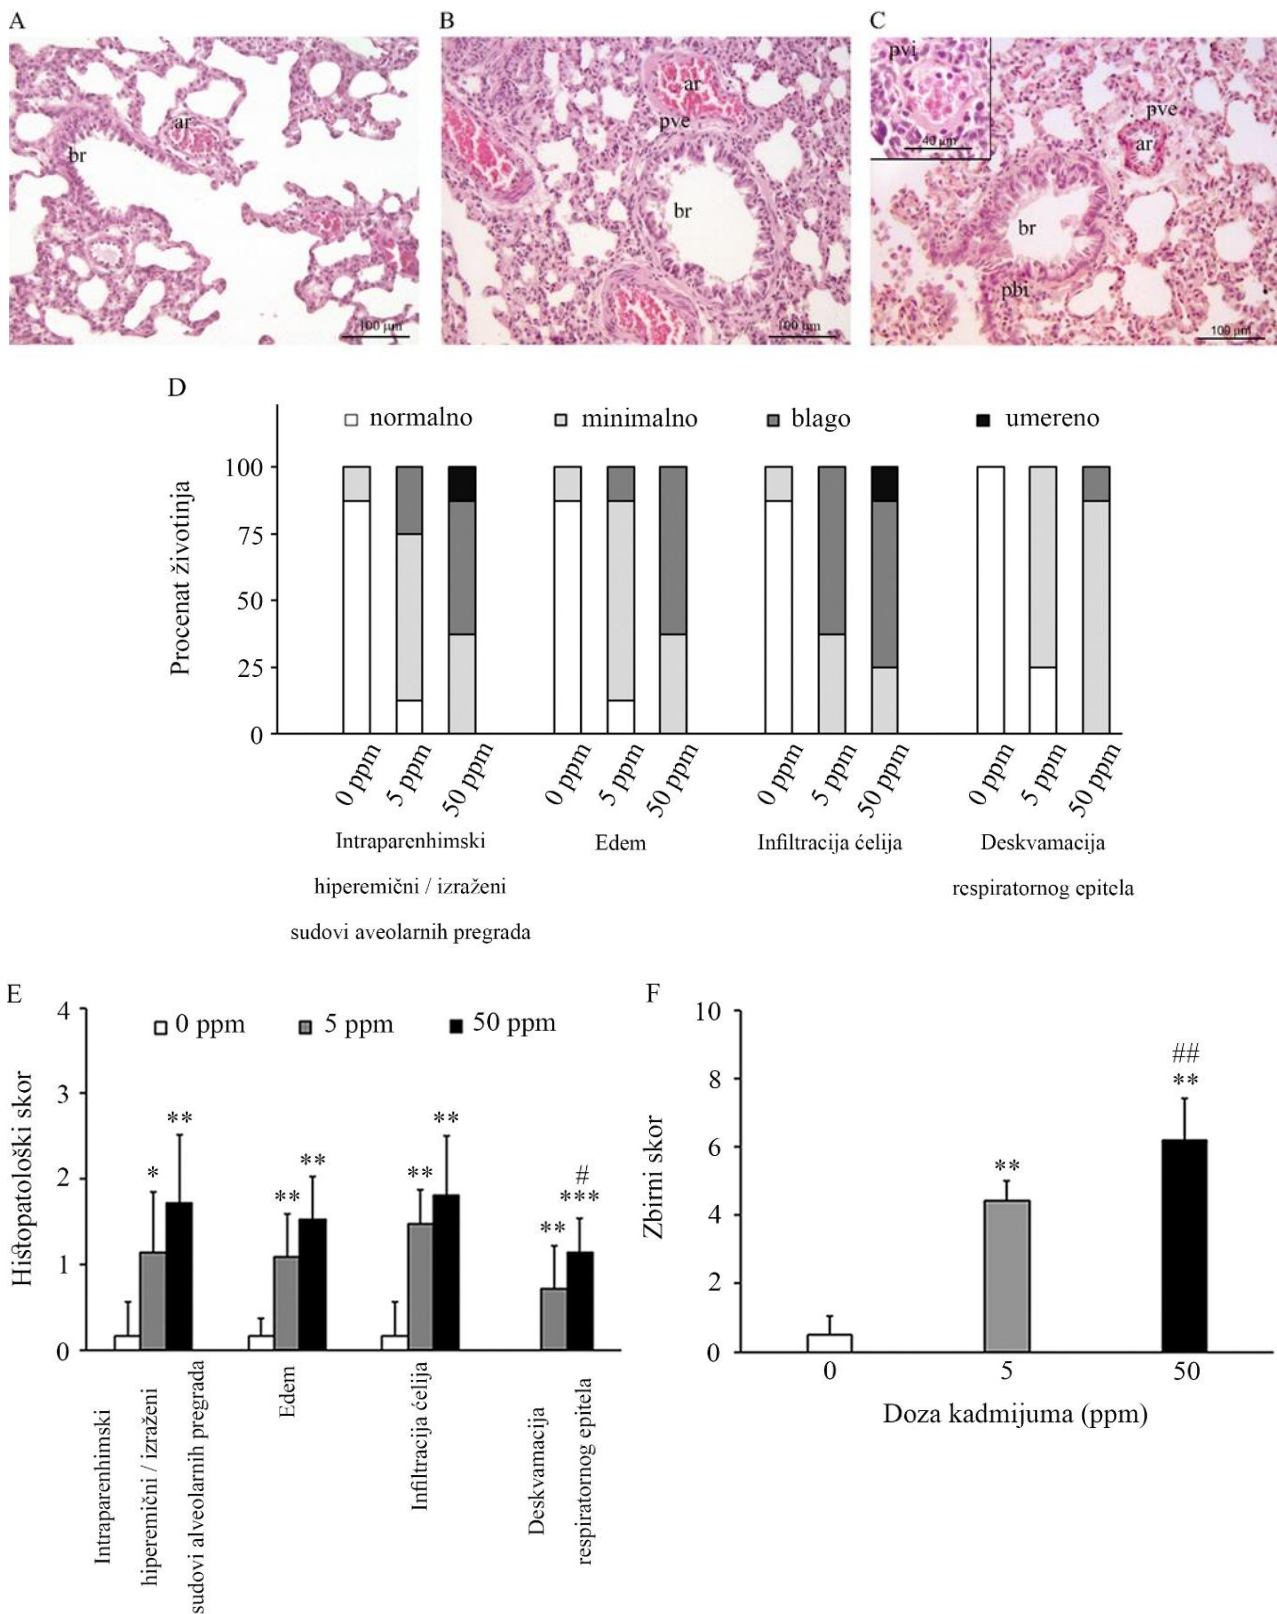 A
ar
br
100 µm
B
ar
pve
br
100 µm
C
pvi
40 µm
pve
ar
br
pbi
100 µm
D
normalno minimalno blago umereno
Procenat životinja
100
75
50
25
0
0 ppm 5 ppm 50 ppm 0 ppm 5 ppm 50 ppm 0 ppm 5 ppm 50 ppm 0 ppm 5 ppm 50 ppm
Intraparenhimski
hiperemični / izraženi
sudovi aveolarnih pregrada
Edem
Infiltracija ćelija
Deskvamacija
respiratornog epitela
E
0 ppm 5 ppm 50 ppm
Histopatološki skor
4
3
2
1
0
* **
** **
** **
** ***
#
Intraparenhimski
hiperemični / izraženi
sudovi alveolarnih pregrada
Edem
Infiltracija ćelija
Deskvamacija
respiratornog epitela
F
Zbirni skor
10
8
6
4
2
0
**
##
**
0 5 50
Doza kadmijuma (ppm)